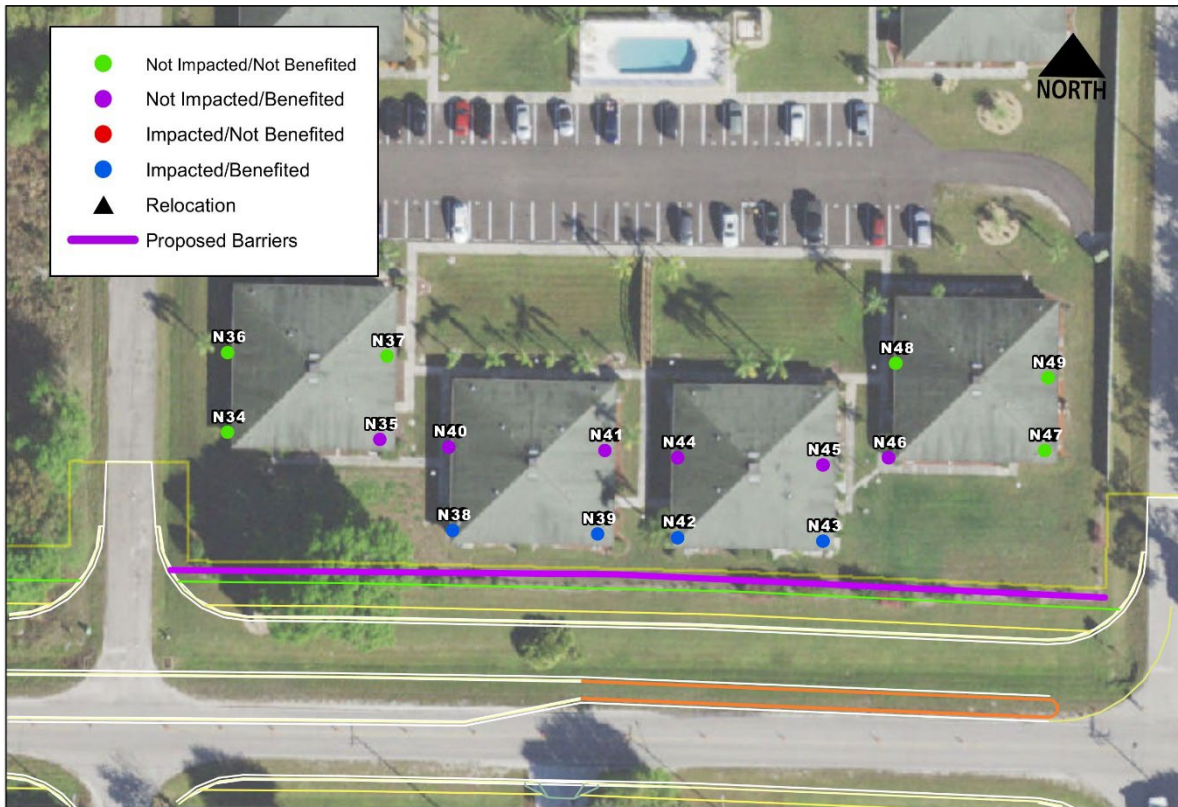 Not Impacted/Not Benefited
Not Impacted/Benefited
Impacted/Not Benefited
Impacted/Benefited
Relocation
Proposed Barriers
NORTH
N36
N37
N48
N49
N34
N35
N40
N41
N44
N45
N46
N47
N38
N39
N42
N43